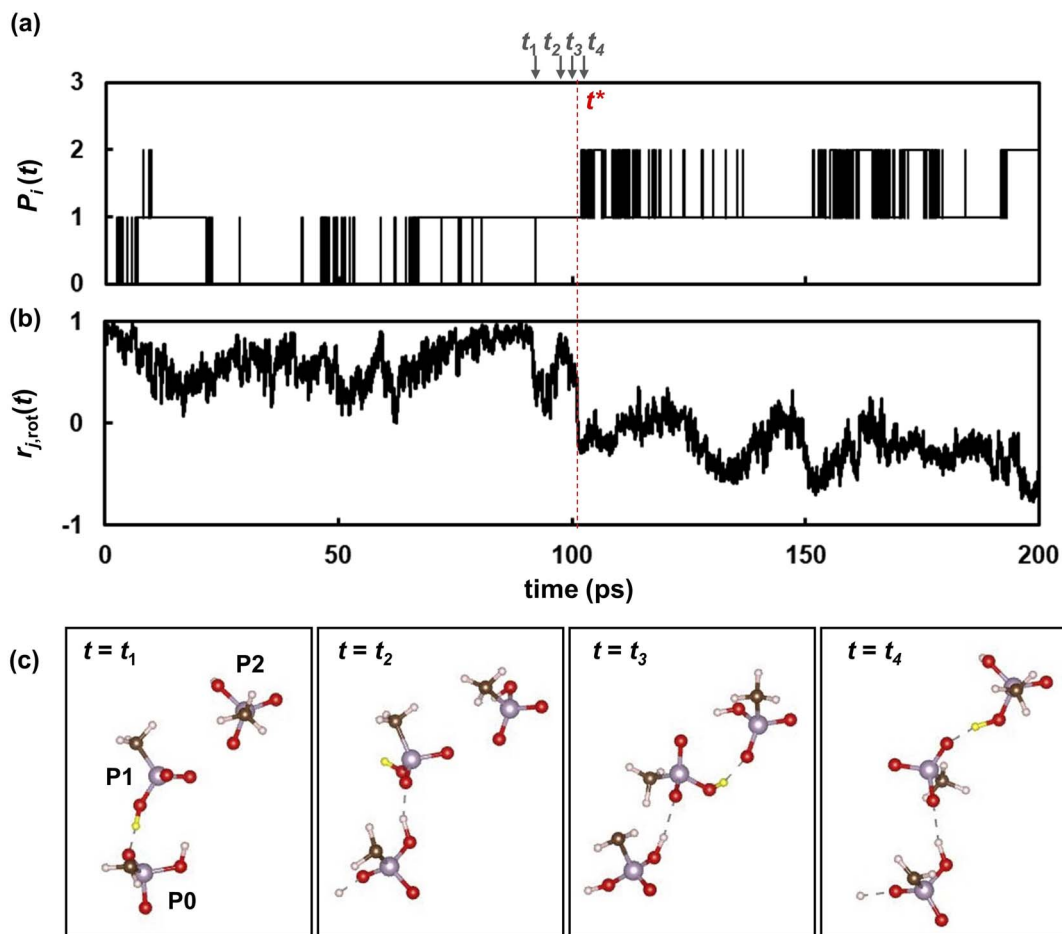 (a)
t1 t2 t3 t4
t*
3
2
1
0
Pi(t)
(b)
1
0
-1
rj,rot(t)
0 50 100 150 200
time (ps)
(c)
t = t1
P2
P1
P0
t = t2
t = t3
t = t4